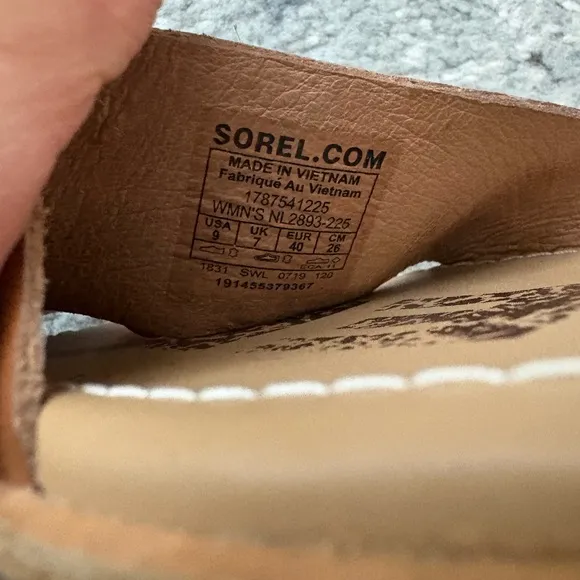 SOREL.COM
MADE IN VIETNAM
Fabriqué Au Vietnam
1787541225
WMN'S NL2893-225
USA UK EUR CM
9 7 40 26
1631 SWL 0719 120
191455379367